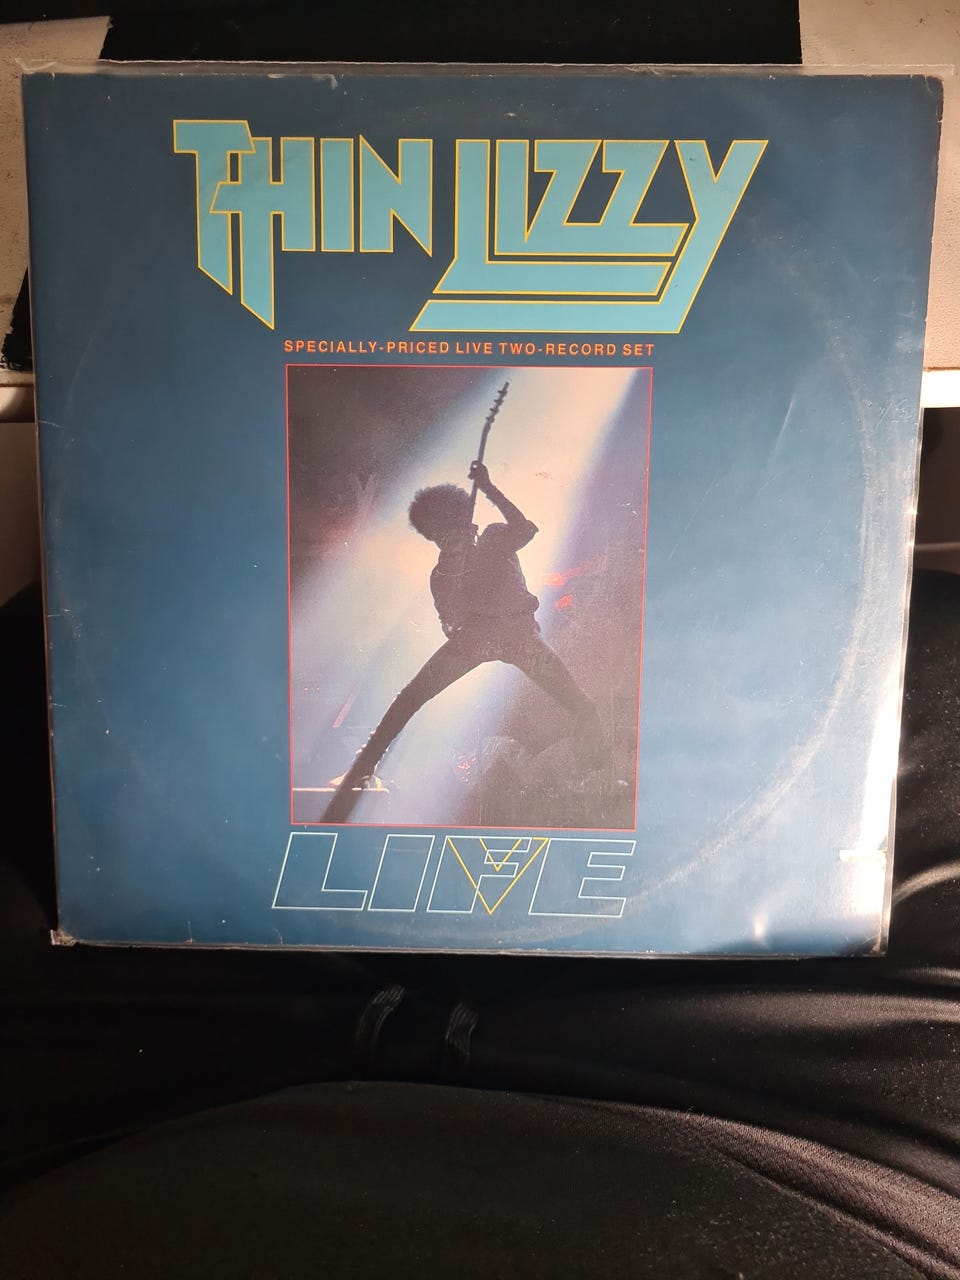 THIN LIZZY
SPECIALLY-PRICED LIVE TWO-RECORD SET
LIFE